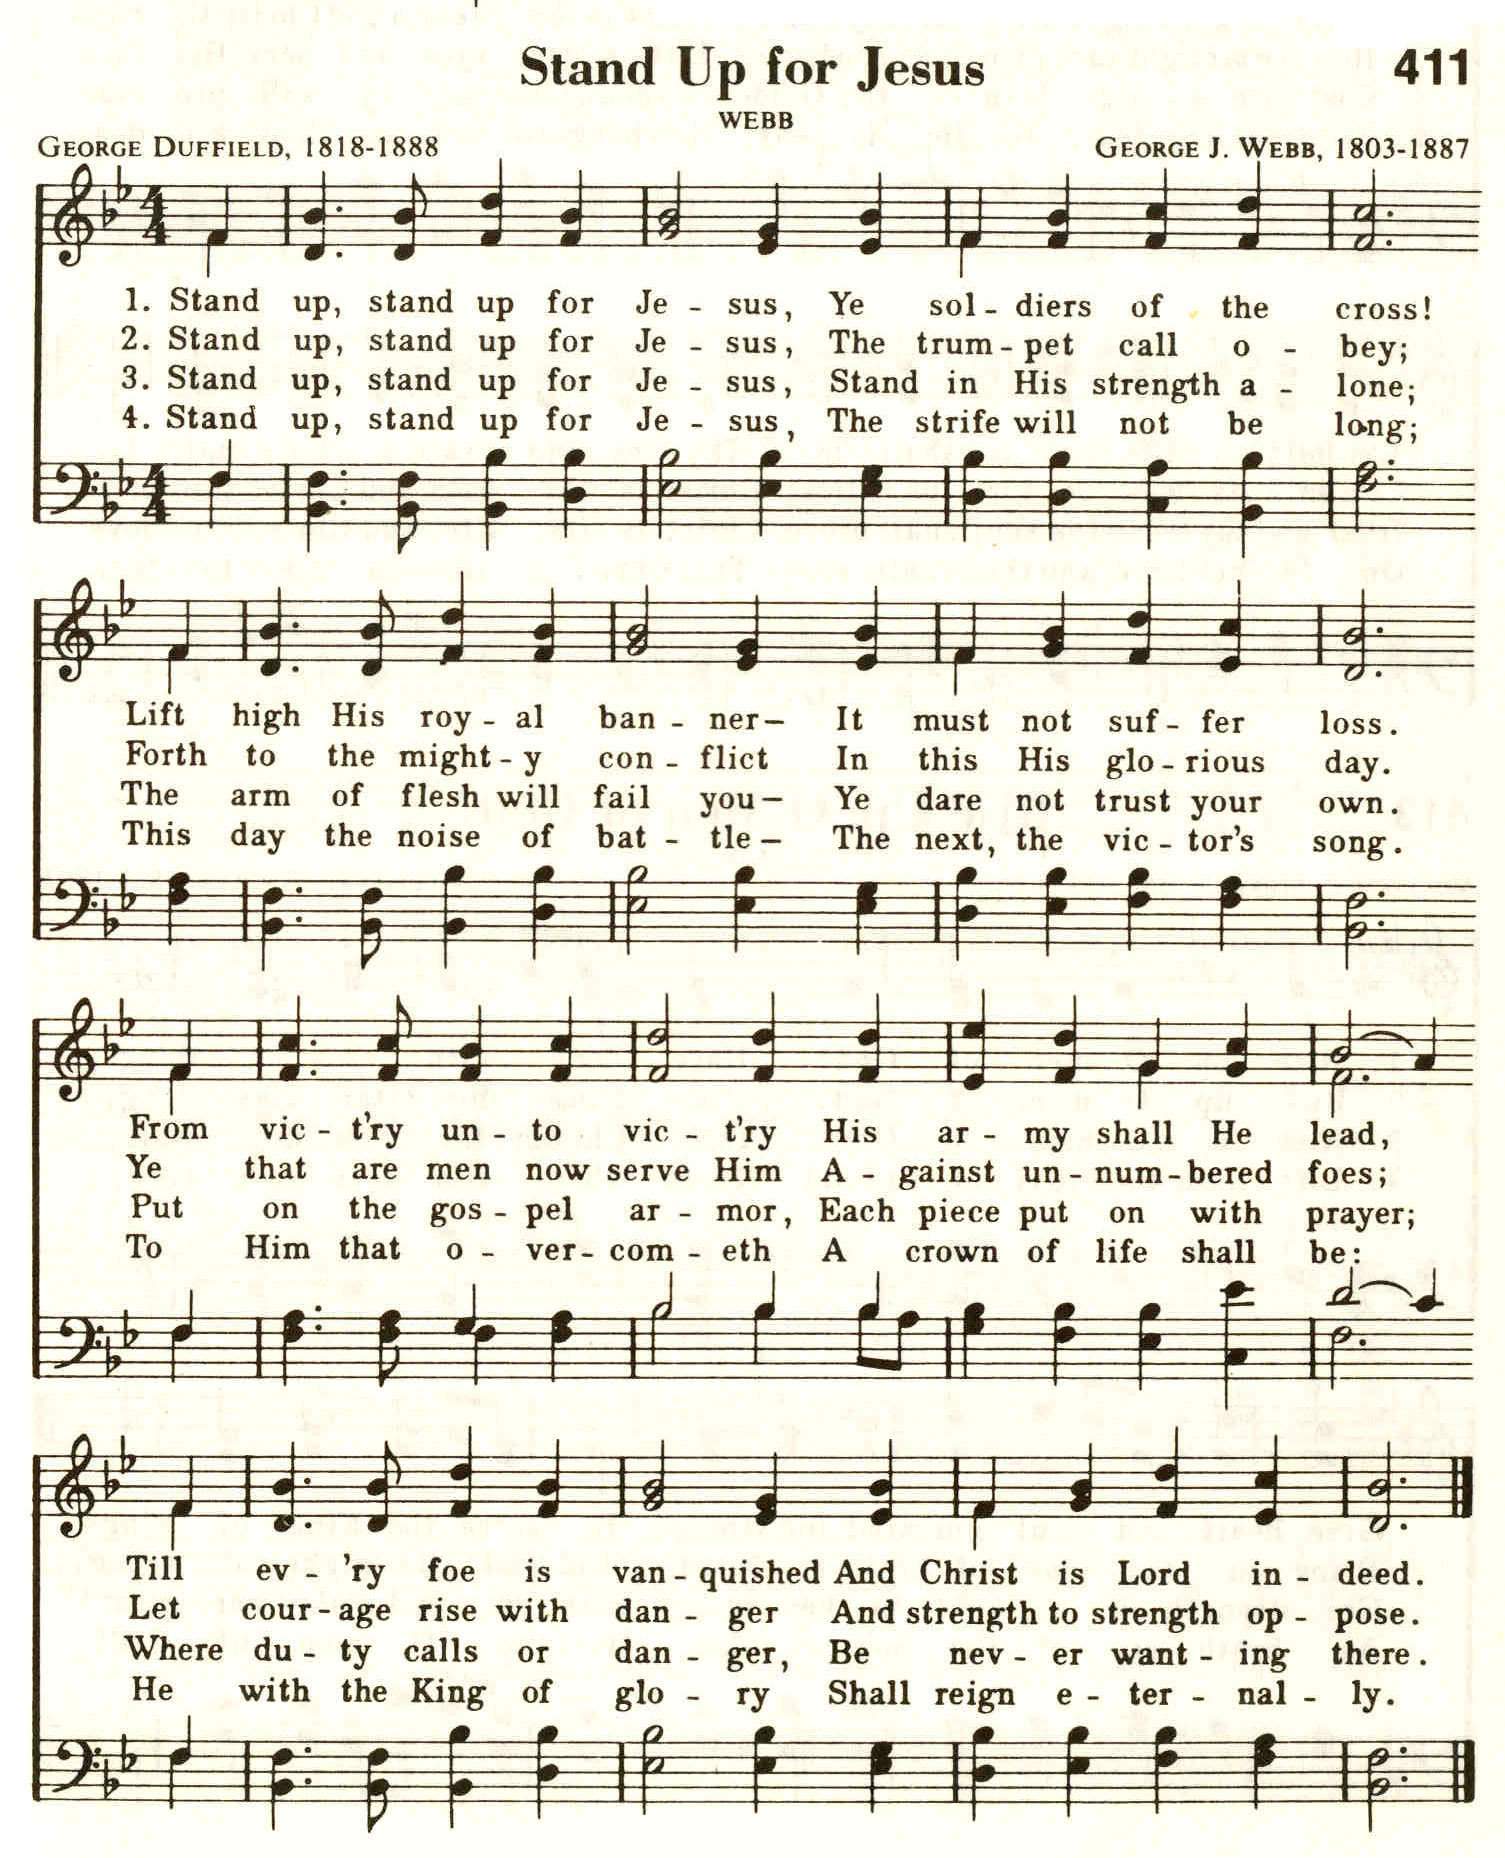 Stand Up for Jesus 411
WEBB
GEORGE DUFFIELD, 1818-1888 GEORGE J. WEBB, 1803-1887
1. Stand up, stand up for Je - sus, Ye sol - diers of the cross!
2. Stand up, stand up for Je - sus, The trum - pet call o - bey;
3. Stand up, stand up for Je - sus, Stand in His strength a - lone;
4. Stand up, stand up for Je - sus, The strife will not be long;
Lift high His roy - al ban - ner— It must not suf - fer loss.
Forth to the might - y con - flict In this His glo - rious day.
The arm of flesh will fail you— Ye dare not trust your own.
This day the noise of bat - tle— The next, the vic - tor's song.
From vic - t'ry un - to vic - t'ry His ar - my shall He lead,
Ye that are men now serve Him A - gainst un - num - bered foes;
Put on the gos - pel ar - mor, Each piece put on with prayer;
To Him that o - ver - com - eth A crown of life shall be:
Till ev - 'ry foe is van - quished And Christ is Lord in - deed.
Let cour - age rise with dan - ger And strength to strength op - pose.
Where du - ty calls or dan - ger, Be nev - er want - ing there.
He with the King of glo - ry Shall reign e - ter - nal - ly.